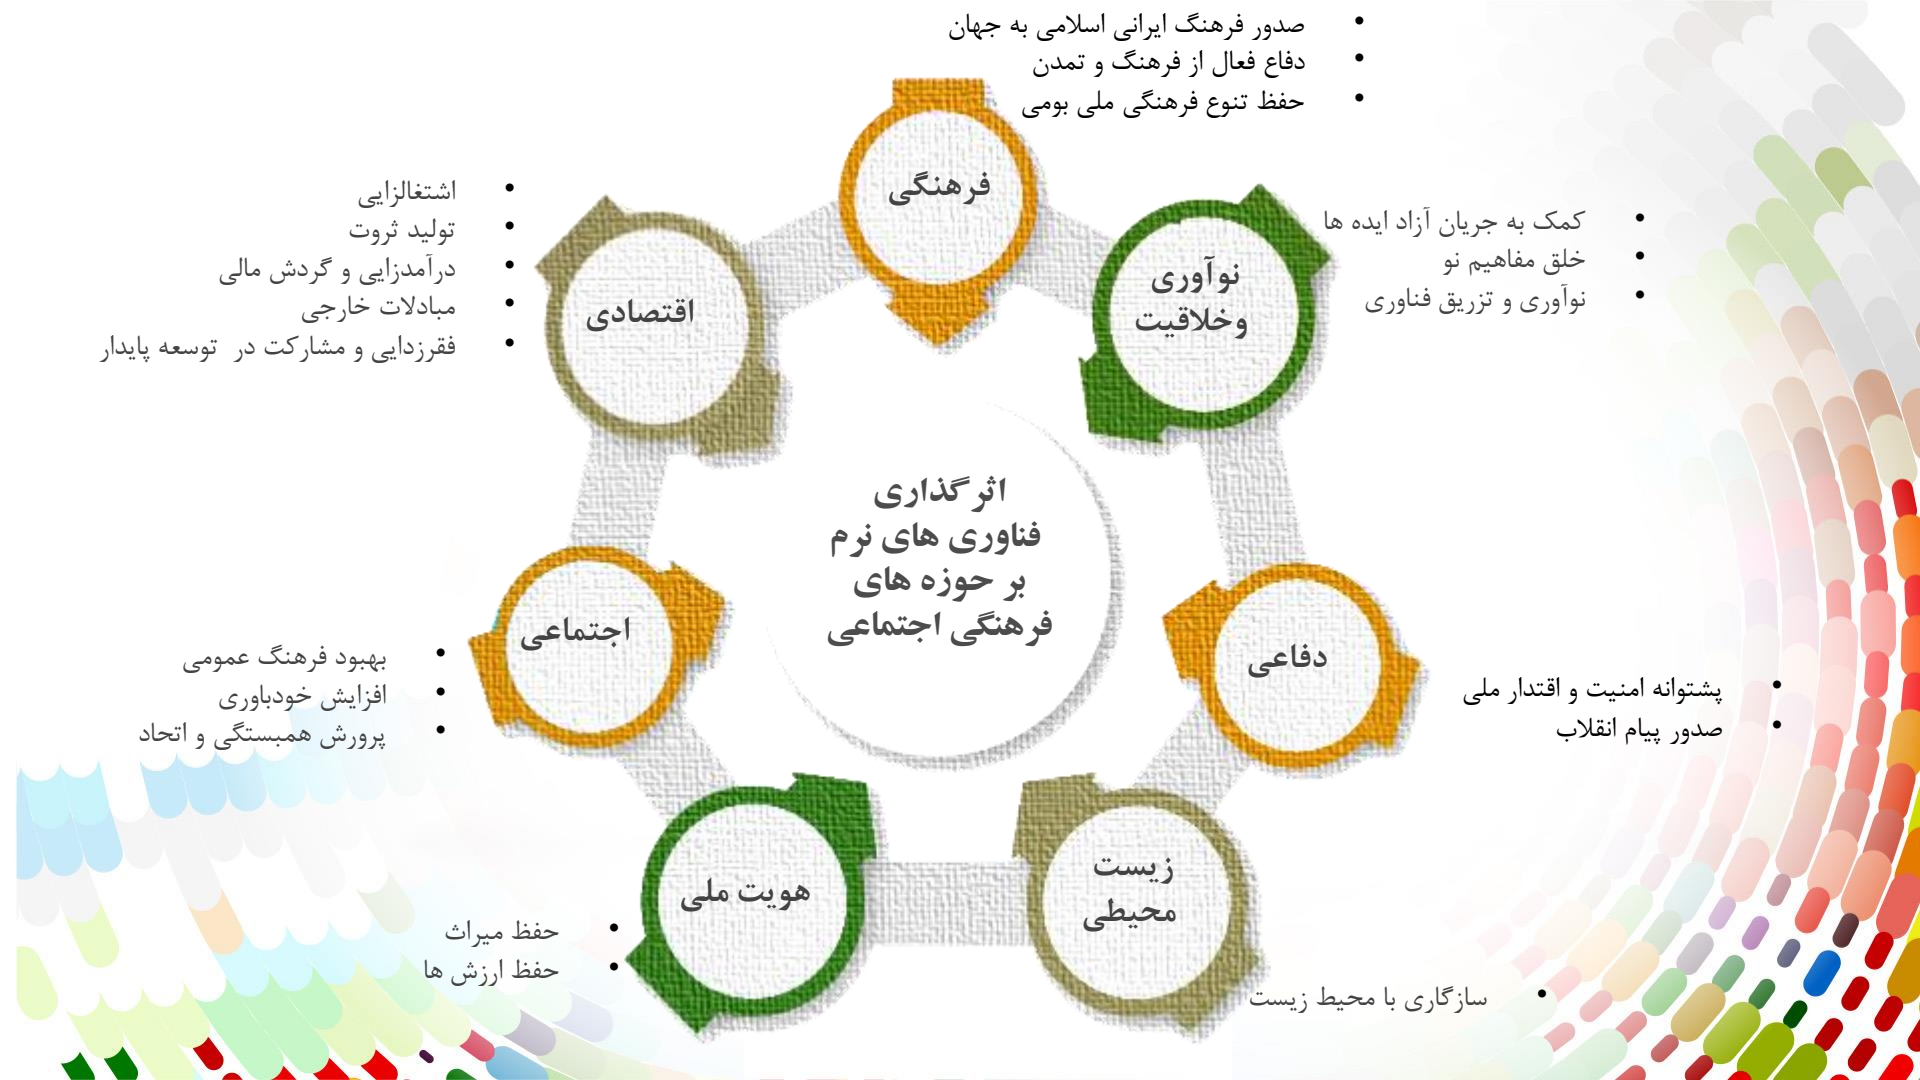 صدور فرهنگ ایرانی اسلامی به جهان
دفاع فعال از فرهنگ و تمدن
حفظ تنوع فرهنگی ملی بومی
فرهنگی
کمک به جریان آزاد ایده ها
خلق مفاهیم نو
نوآوری و تزریق فناوری
نوآوری
وخلاقیت
اشتغالزایی
تولید ثروت
درآمدزایی و گردش مالی
مبادلات خارجی
فقرزدایی و مشارکت در توسعه پایدار
اقتصادی
اثرگذاری
فناوری های نرم
بر حوزه های
فرهنگی اجتماعی
دفاعی
پشتوانه امنیت و اقتدار ملی
صدور پیام انقلاب
اجتماعی
بهبود فرهنگ عمومی
افزایش خودباوری
پرورش همبستگی و اتحاد
زیست
محیطی
سازگاری با محیط زیست
هویت ملی
حفظ میراث
حفظ ارزش ها